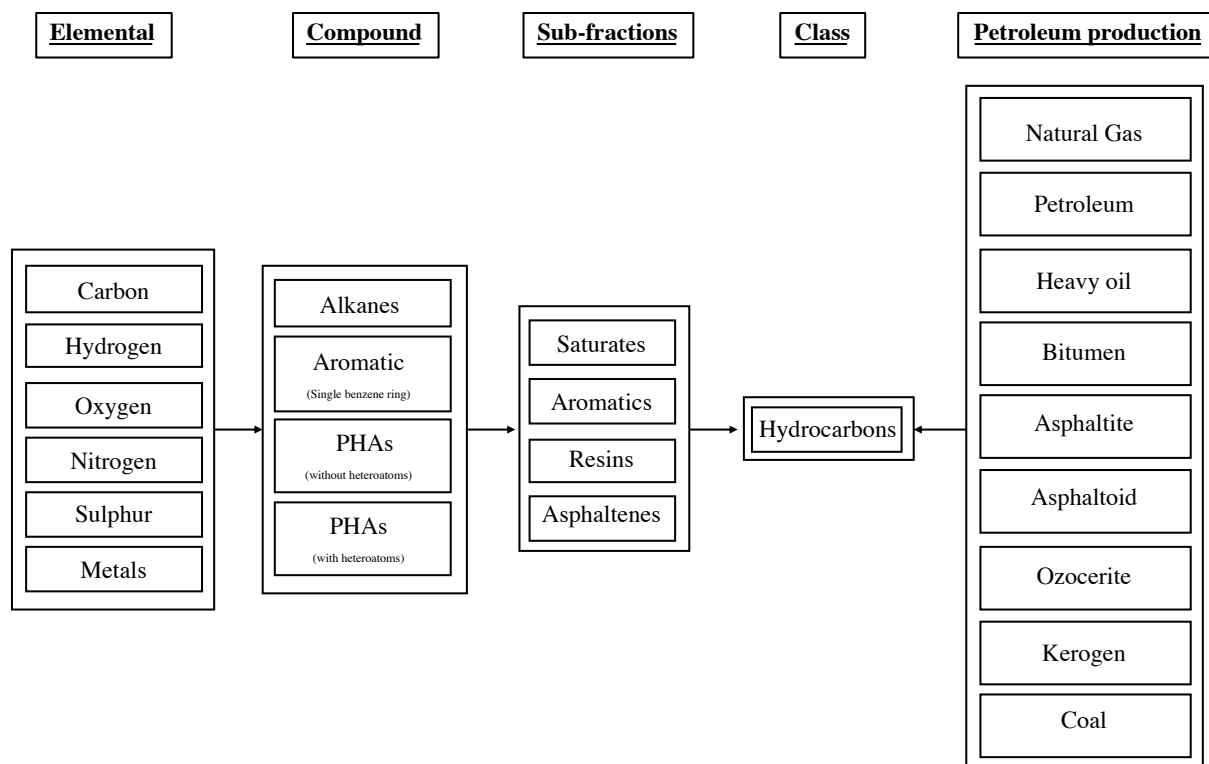 Elemental
Compound
Sub-fractions
Class
Petroleum production
Carbon
Hydrogen
Oxygen
Nitrogen
Sulphur
Metals
Alkanes
Aromatic
(Single benzene ring)
PHAs
(without heteroatoms)
PHAs
(with heteroatoms)
Saturates
Aromatics
Resins
Asphaltenes
Hydrocarbons
Natural Gas
Petroleum
Heavy oil
Bitumen
Asphaltite
Asphaltoid
Ozocerite
Kerogen
Coal